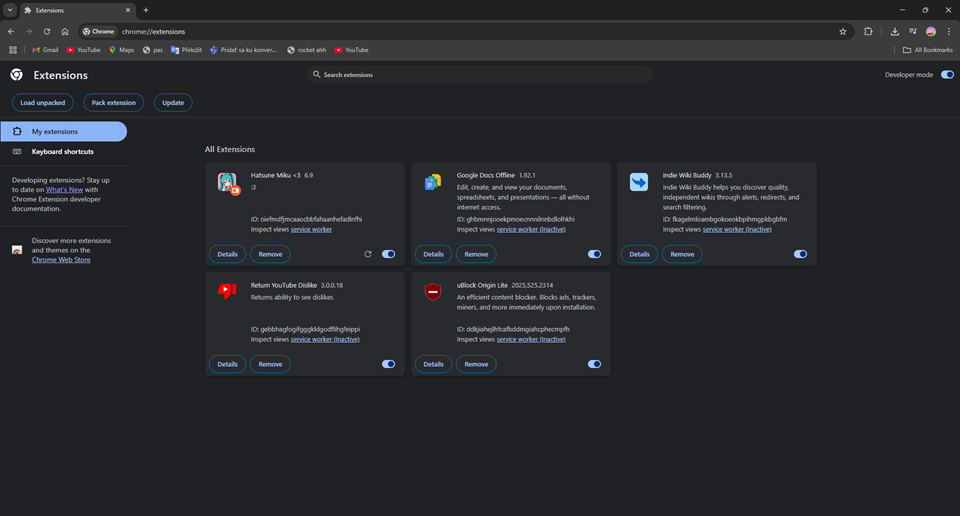 Extensions
Chrome
chrome://extensions
Gmail
YouTube
Maps
pas
Přeložit
Pridať sa ku konver...
rocket ahh
YouTube
All Bookmarks
Extensions
Search extensions
Developer mode
Load unpacked
Pack extension
Update
My extensions
Keyboard shortcuts
Developing extensions? Stay up
to date on What's New with
Chrome Extension developer
documentation.
Discover more extensions
and themes on the
Chrome Web Store
All Extensions
Hatsune Miku <3 6.9
:3
ID: oiefmdfjmcaaocbbfahaanhefadlnfhi
Inspect views service worker
Details
Remove
Google Docs Offline 1.92.1
Edit, create, and view your documents,
spreadsheets, and presentations — all without
internet access.
ID: ghbmnnjooekpmoecnnnilnnbdlolhkhi
Inspect views service worker (Inactive)
Details
Remove
Indie Wiki Buddy 3.13.5
Indie Wiki Buddy helps you discover quality,
independent wikis through alerts, redirects, and
search filtering.
ID: fkagelmloambgokoeokbpihmgpkbgbfm
Inspect views service worker (Inactive)
Details
Remove
Return YouTube Dislike 3.0.0.18
Returns ability to see dislikes
ID: gebbhagfogifgggkldgodflihgfeippi
Inspect views service worker (Inactive)
Details
Remove
uBlock Origin Lite 2025.525.2314
An efficient content blocker. Blocks ads, trackers,
miners, and more immediately upon installation.
ID: ddkjiahejlhfcafbddmgiahcphecmpfh
Inspect views service worker (Inactive)
Details
Remove